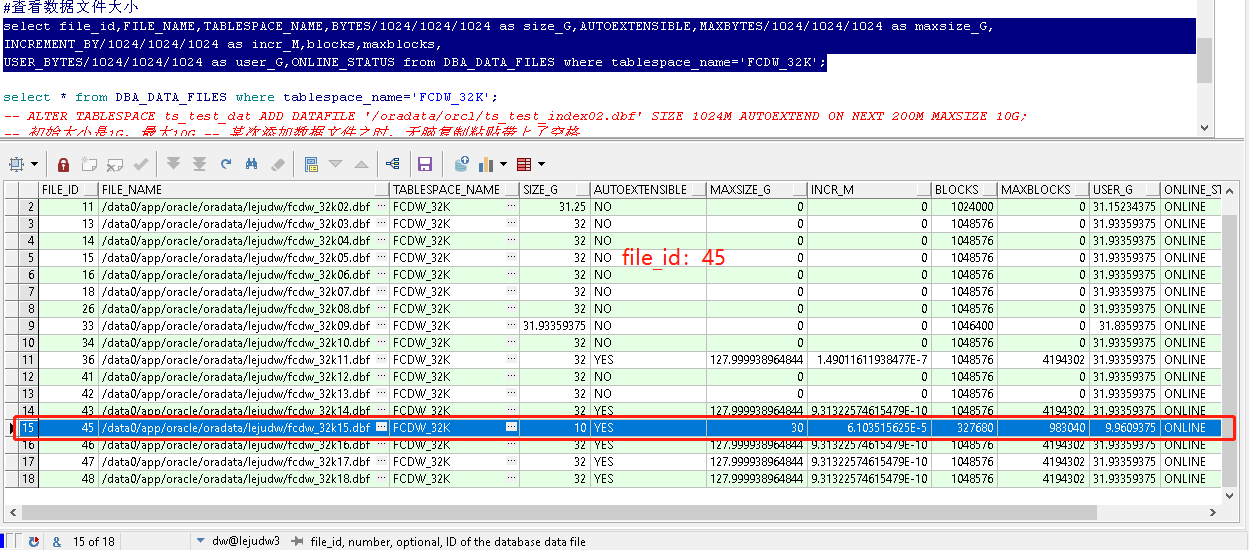 #查看数据文件大小
select file_id,FILE_NAME,TABLESPACE_NAME,BYTES/1024/1024/1024 as size_G,AUTOEXTENSIBLE,MAXBYTES/1024/1024/1024 as maxsize_G,
INCREMENT_BY/1024/1024/1024 as incr_M,blocks,maxblocks,
USER_BYTES/1024/1024/1024 as user_G,ONLINE_STATUS from DBA_DATA_FILES where tablespace_name='FCDW_32K';
select * from DBA_DATA_FILES where tablespace_name='FCDW_32K';
-- ALTER TABLESPACE ts_test_dat ADD DATAFILE '/oradata/orcl/ts_test_index02.dbf' SIZE 1024M AUTOEXTEND ON NEXT 200M MAXSIZE 10G;
-- 初始大小是1G，最大10G -- 某次添加数据文件之时，无脑复制粘贴带上了空格
FILE_ID FILE_NAME TABLESPACE_NAME SIZE_G AUTOEXTENSIBLE MAXSIZE_G INCR_M BLOCKS MAXBLOCKS USER_G ONLINE_ST
2 11 /data0/app/oracle/oradata/lejudw/fcdw_32k02.dbf ··· FCDW_32K ··· 31.25 NO 0 0 1024000 0 31.15234375 ONLINE
3 13 /data0/app/oracle/oradata/lejudw/fcdw_32k03.dbf ··· FCDW_32K ··· 32 NO 0 0 1048576 0 31.93359375 ONLINE
4 14 /data0/app/oracle/oradata/lejudw/fcdw_32k04.dbf ··· FCDW_32K ··· 32 NO 0 0 1048576 0 31.93359375 ONLINE
5 15 /data0/app/oracle/oradata/lejudw/fcdw_32k05.dbf ··· FCDW_32K ··· 32 NO 0 0 1048576 0 31.93359375 ONLINE
file_id：45
6 16 /data0/app/oracle/oradata/lejudw/fcdw_32k06.dbf ··· FCDW_32K ··· 32 NO 0 0 1048576 0 31.93359375 ONLINE
7 18 /data0/app/oracle/oradata/lejudw/fcdw_32k07.dbf ··· FCDW_32K ··· 32 NO 0 0 1048576 0 31.93359375 ONLINE
8 26 /data0/app/oracle/oradata/lejudw/fcdw_32k08.dbf ··· FCDW_32K ··· 32 NO 0 0 1048576 0 31.93359375 ONLINE
9 33 /data0/app/oracle/oradata/lejudw/fcdw_32k09.dbf ··· FCDW_32K ··· 31.93359375 NO 0 0 1046400 0 31.8359375 ONLINE
10 34 /data0/app/oracle/oradata/lejudw/fcdw_32k10.dbf ··· FCDW_32K ··· 32 NO 0 0 1048576 0 31.93359375 ONLINE
11 36 /data0/app/oracle/oradata/lejudw/fcdw_32k11.dbf ··· FCDW_32K ··· 32 YES 127.999938964844 1.49011611938477E-7 1048576 4194302 31.93359375 ONLINE
12 41 /data0/app/oracle/oradata/lejudw/fcdw_32k12.dbf ··· FCDW_32K ··· 32 NO 0 0 1048576 0 31.93359375 ONLINE
13 42 /data0/app/oracle/oradata/lejudw/fcdw_32k13.dbf ··· FCDW_32K ··· 32 NO 0 0 1048576 0 31.93359375 ONLINE
14 43 /data0/app/oracle/oradata/lejudw/fcdw_32k14.dbf ··· FCDW_32K ··· 32 YES 127.999938964844 9.31322574615479E-10 1048576 4194302 31.93359375 ONLINE
15 45 /data0/app/oracle/oradata/lejudw/fcdw_32k15.dbf ··· FCDW_32K ··· 10 YES 30 6.103515625E-5 327680 983040 9.9609375 ONLINE
16 46 /data0/app/oracle/oradata/lejudw/fcdw_32k16.dbf ··· FCDW_32K ··· 32 YES 127.999938964844 9.31322574615479E-10 1048576 4194302 31.93359375 ONLINE
17 47 /data0/app/oracle/oradata/lejudw/fcdw_32k17.dbf ··· FCDW_32K ··· 32 YES 127.999938964844 9.31322574615479E-10 1048576 4194302 31.93359375 ONLINE
18 48 /data0/app/oracle/oradata/lejudw/fcdw_32k18.dbf ··· FCDW_32K ··· 32 YES 127.999938964844 9.31322574615479E-10 1048576 4194302 31.93359375 ONLINE
& 15 of 18 dw@lejudw3 file_id, number, optional, ID of the database data file